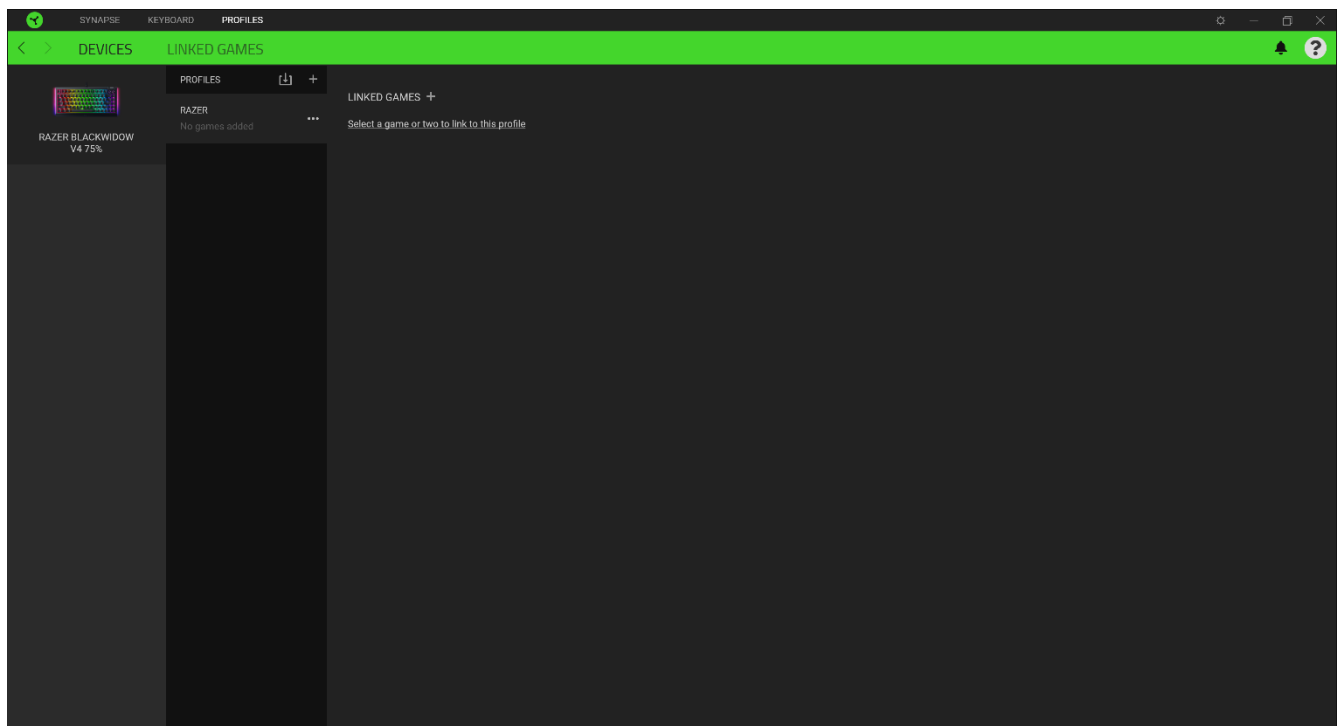 SYNAPSE KEYBOARD PROFILES
DEVICES LINKED GAMES
?
RAZER BLACKWIDOW
V4 75%
PROFILES +
RAZER
No games added
LINKED GAMES +
Select a game or two to link to this profile